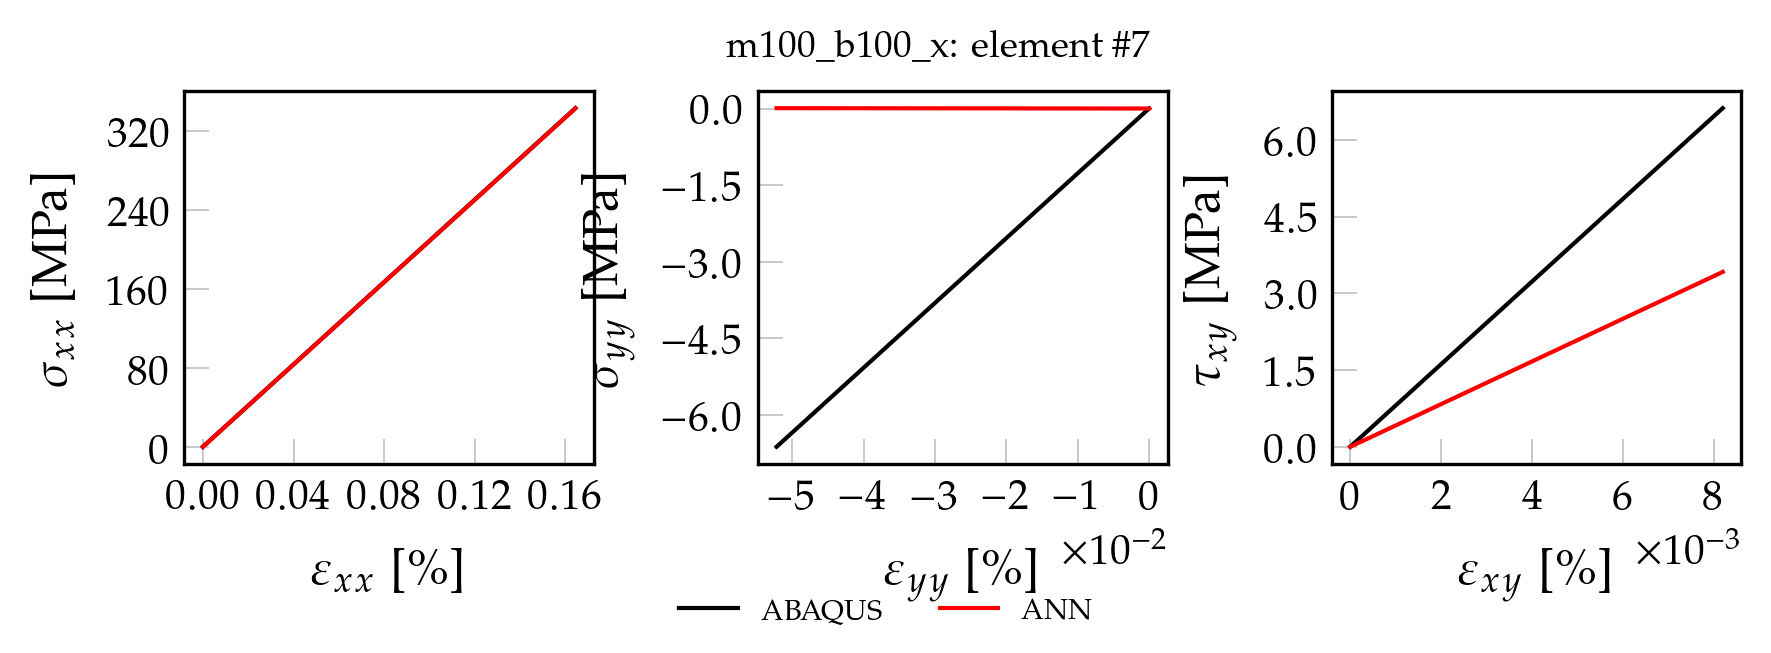 m100_b100_x: element #7
σxx [MPa]
320
240
160
80
0
0.00 0.04 0.08 0.12 0.16
εxx [%]
σyy [MPa]
0.0
−1.5
−3.0
−4.5
−6.0
−5 −4 −3 −2 −1 0
×10−2
εyy [%]
τxy [MPa]
6.0
4.5
3.0
1.5
0.0
0 2 4 6 8
×10−3
εxy [%]
ABAQUS ANN